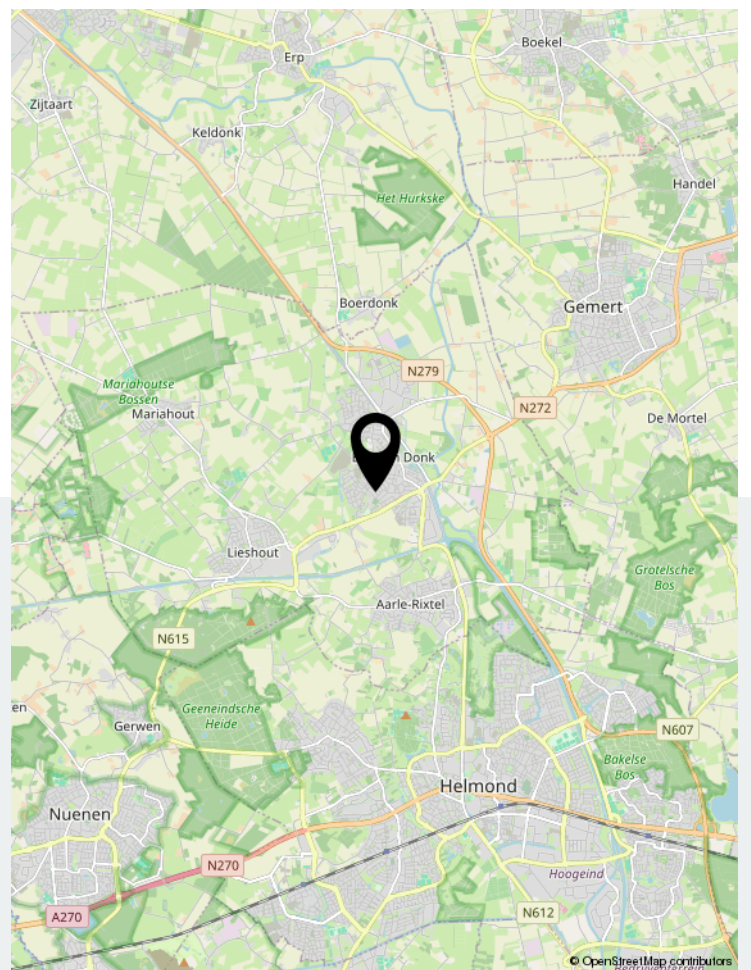 Boekel
Erp
Zijtaart
Keldonk
Handel
Het Hurkske
Boerdonk
Gemert
N279
Mariahoutse
Bossen
N272
Mariahout
De Mortel
Donk
Lieshout
Grotelsche
Bos
Aarle-Rixtel
N615
en
Geeneindsche
Heide
Gerwen
N607
Bakelse
Bos
Helmond
Nuenen
N270
Hoogeind
A270
N612
© OpenStreetMap contributors